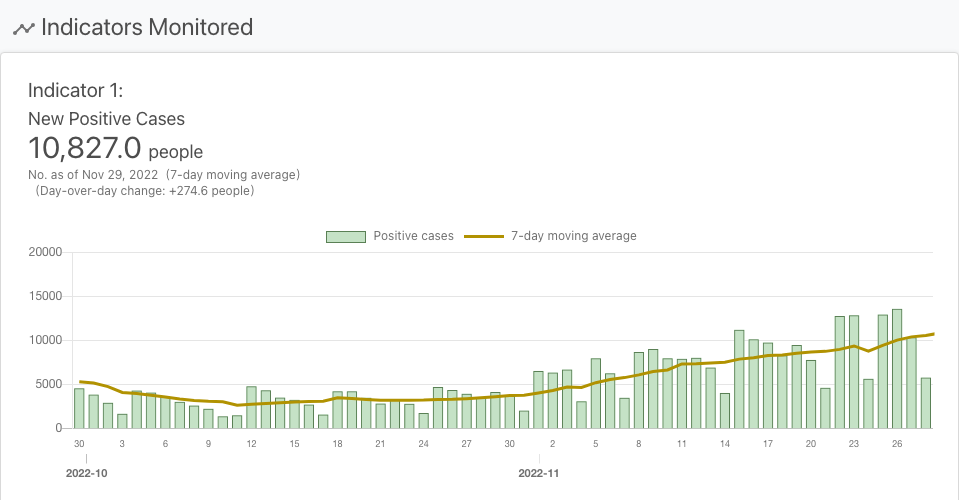 Indicators Monitored
Indicator 1:
New Positive Cases
10,827.0 people
No. as of Nov 29, 2022 (7-day moving average)
(Day-over-day change: +274.6 people)
Positive cases 7-day moving average
20000
15000
10000
5000
0
30 3 6 9 12 15 18 21 24 27 30 2 5 8 11 14 17 20 23 26
2022-10 2022-11